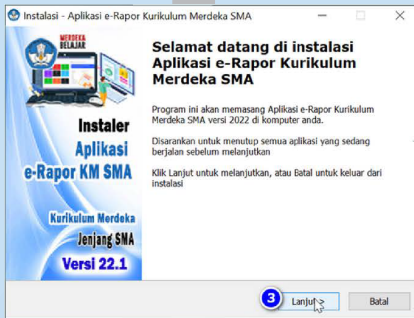 Instalasi - Aplikasi e-Rapor Kurikulum Merdeka SMA
MERDEKA
BELAJAR
Instaler
Aplikasi
e-Rapor KM SMA
Kurikulum Merdeka
Jenjang SMA
Versi 22.1
Selamat datang di instalasi
Aplikasi e-Rapor Kurikulum
Merdeka SMA
Program ini akan memasang Aplikasi e-Rapor Kurikulum
Merdeka SMA versi 2022 di komputer anda.
Disarankan untuk menutup semua aplikasi yang sedang
berjalan sebelum melanjutkan
Klik Lanjut untuk melanjutkan, atau Batal untuk keluar dari
instalasi
3
Lanjut >
Batal